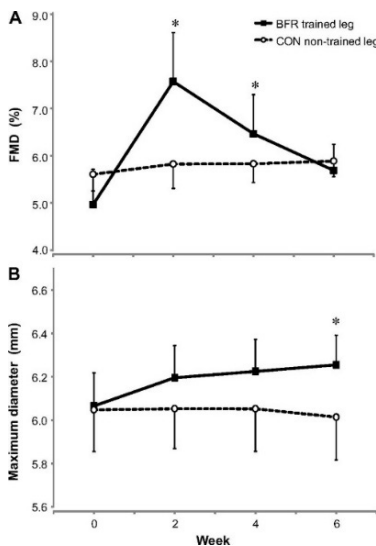 A
BFR trained leg
CON non-trained leg
FMD (%)
9.0
8.0
7.0
6.0
5.0
4.0
*
*
B
Maximum diameter (mm)
6.6
6.4
6.2
6.0
5.8
5.6
*
0 2 4 6
Week